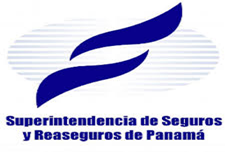 Superintendencia de Seguros
y Reaseguros de Panamá